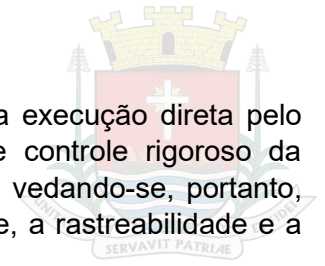 a execução direta pelo
e controle rigoroso da
vedando-se, portanto,
e, a rastreabilidade e a
SERVAVIT PATRIAE